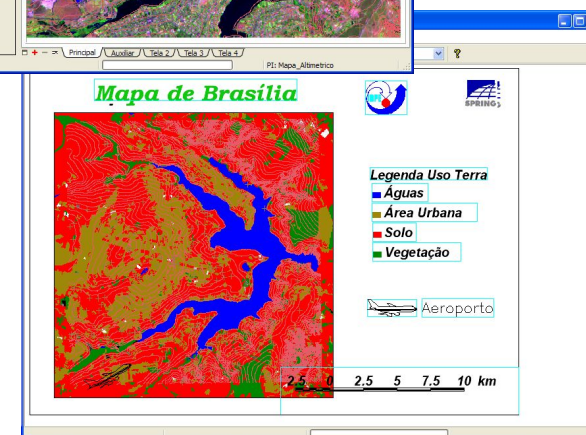 Principal Auxiliar Tela 2 Tela 3 Tela 4
PI: Mapa_Altimetrico
?
Mapa de Brasília
SPRING
Legenda Uso Terra
Águas
Área Urbana
Solo
Vegetação
Aeroporto
2.5 0 2.5 5 7.5 10 km